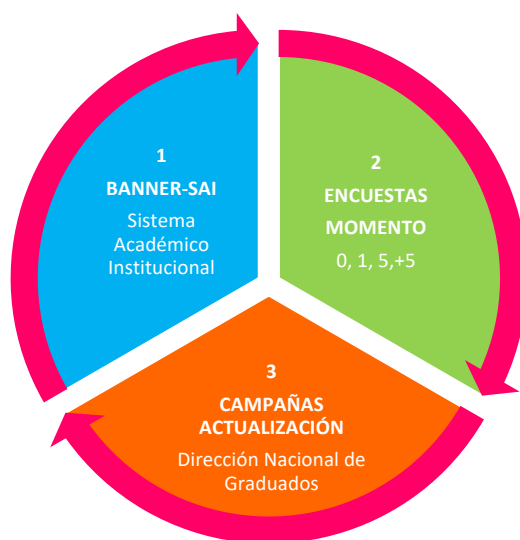 1
BANNER-SAI
Sistema
Académico
Institucional
2
ENCUESTAS
MOMENTO
0, 1, 5,+5
3
CAMPAÑAS
ACTUALIZACIÓN
Dirección Nacional de
Graduados